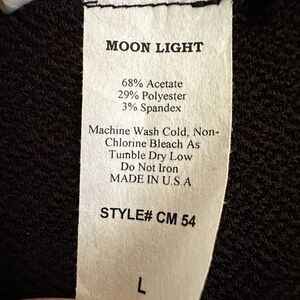 MOON LIGHT
68% Acetate
29% Polyester
3% Spandex
Machine Wash Cold, Non-
Chlorine Bleach As
Tumble Dry Low
Do Not Iron
MADE IN U.S.A
STYLE# CM 54
L